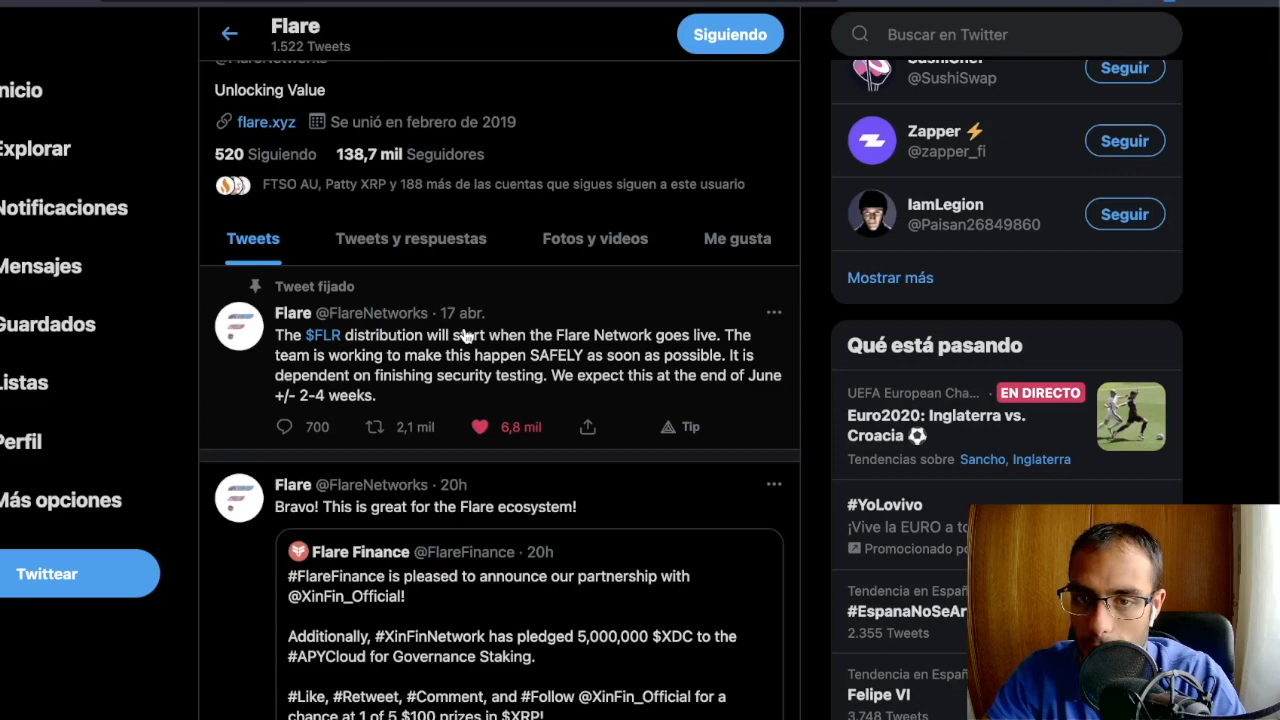 Flare
1.522 Tweets
Siguiendo
Buscar en Twitter
@FlareNetworks
Unlocking Value
flare.xyz Se unió en febrero de 2019
520 Siguiendo 138,7 mil Seguidores
FTSO AU, Patty XRP y 188 más de las cuentas que sigues siguen a este usuario
Tweets Tweets y respuestas Fotos y videos Me gusta
Tweet fijado
Flare @FlareNetworks · 17 abr.
The $FLR distribution will start when the Flare Network goes live. The
team is working to make this happen SAFELY as soon as possible. It is
dependent on finishing security testing. We expect this at the end of June
+/- 2-4 weeks.
700 2,1 mil 6,8 mil Tip
Flare @FlareNetworks · 20h
Bravo! This is great for the Flare ecosystem!
Flare Finance @FlareFinance · 20h
#FlareFinance is pleased to announce our partnership with
@XinFin_Official!
Additionally, #XinFinNetwork has pledged 5,000,000 $XDC to the
#APYCloud for Governance Staking.
#Like, #Retweet, #Comment, and #Follow @XinFin_Official for a
chance at 1 of 5 $100 prizes in $XRP!
nicio
Explorar
Notificaciones
Mensajes
Guardados
Listas
Perfil
Más opciones
Twittear
SushiChef
@SushiSwap
Seguir
Zapper ⚡
@zapper_fi
Seguir
IamLegion
@Paisan26849860
Seguir
Mostrar más
Qué está pasando
UEFA European Cha... · EN DIRECTO
Euro2020: Inglaterra vs.
Croacia ⚽
Tendencias sobre Sancho, Inglaterra
#YoLovivo
¡Vive la EURO a to
Promocionado po
Tendencia en Españ
#EspanaNoSeAr
2.355 Tweets
Tendencia en Españ
Felipe VI
3.748 Tweets